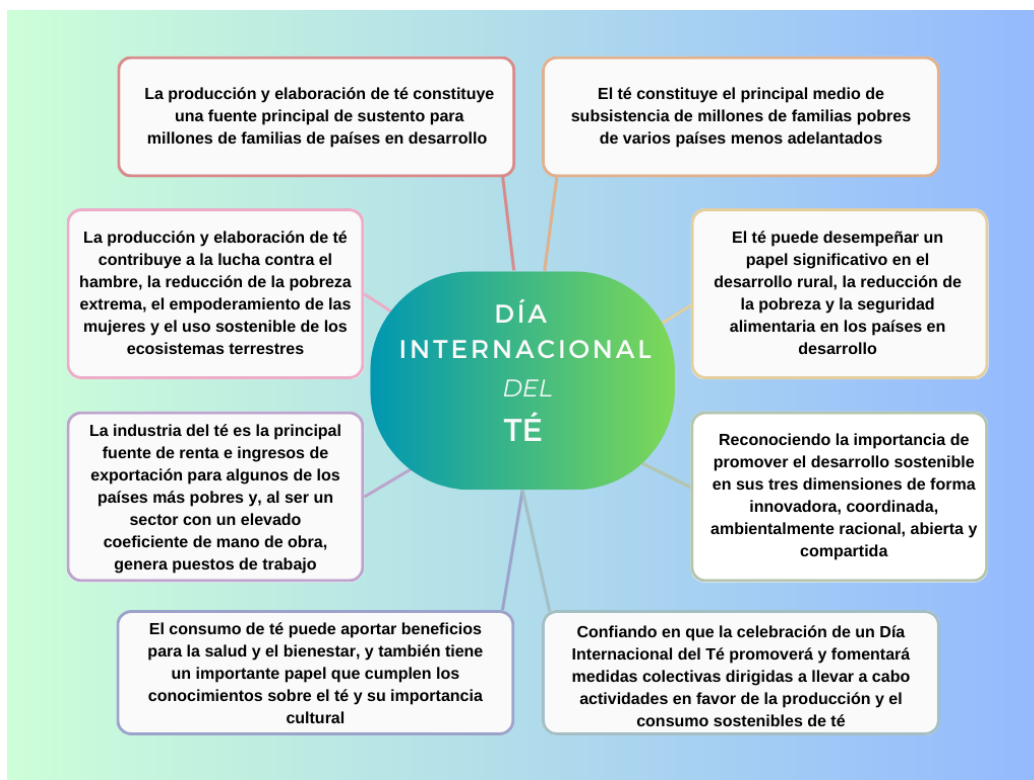 La producción y elaboración de té constituye
una fuente principal de sustento para
millones de familias de países en desarrollo
El té constituye el principal medio de
subsistencia de millones de familias pobres
de varios países menos adelantados
La producción y elaboración de té
contribuye a la lucha contra el
hambre, la reducción de la pobreza
extrema, el empoderamiento de las
mujeres y el uso sostenible de los
ecosistemas terrestres
El té puede desempeñar un
papel significativo en el
desarrollo rural, la reducción de
la pobreza y la seguridad
alimentaria en los países en
desarrollo
DÍA
INTERNACIONAL
DEL
TÉ
La industria del té es la principal
fuente de renta e ingresos de
exportación para algunos de los
países más pobres y, al ser un
sector con un elevado
coeficiente de mano de obra,
genera puestos de trabajo
Reconociendo la importancia de
promover el desarrollo sostenible
en sus tres dimensiones de forma
innovadora, coordinada,
ambientalmente racional, abierta y
compartida
El consumo de té puede aportar beneficios
para la salud y el bienestar, y también tiene
un importante papel que cumplen los
conocimientos sobre el té y su importancia
cultural
Confiando en que la celebración de un Día
Internacional del Té promoverá y fomentará
medidas colectivas dirigidas a llevar a cabo
actividades en favor de la producción y el
consumo sostenibles de té